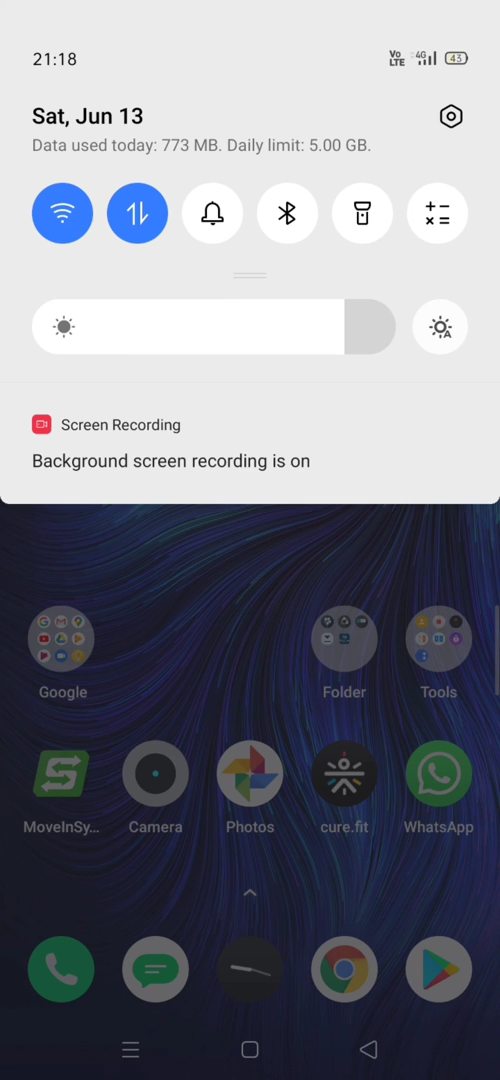 21:18
Vo LTE 4G 43
Sat, Jun 13
Data used today: 773 MB. Daily limit: 5.00 GB.
Screen Recording
Background screen recording is on
Google
Folder
Tools
MoveInSy...
Camera
Photos
cure.fit
WhatsApp